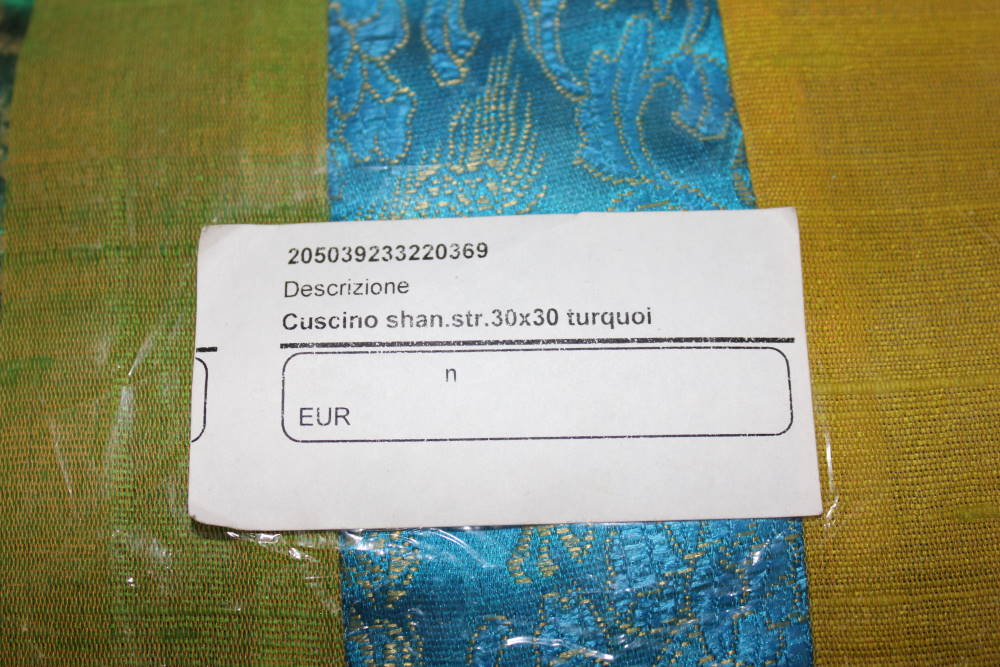 205039233220369
Descrizione
Cuscino shan.str.30x30 turquoi
n
EUR